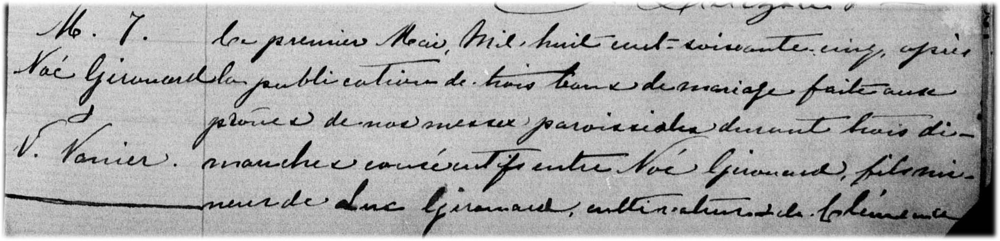 M. 7.
Noé Girouard
&
V. Vanier.
Le premier Mai, Mil-huit-cent-soixante-cinq, après
la publication de trois bans de mariage faite aux
prônes de nos messes paroissiales durant trois di-
manches consécutifs entre Noé Girouard, fils mi-
neur de Luc Girouard, cultivateur & de Clémence